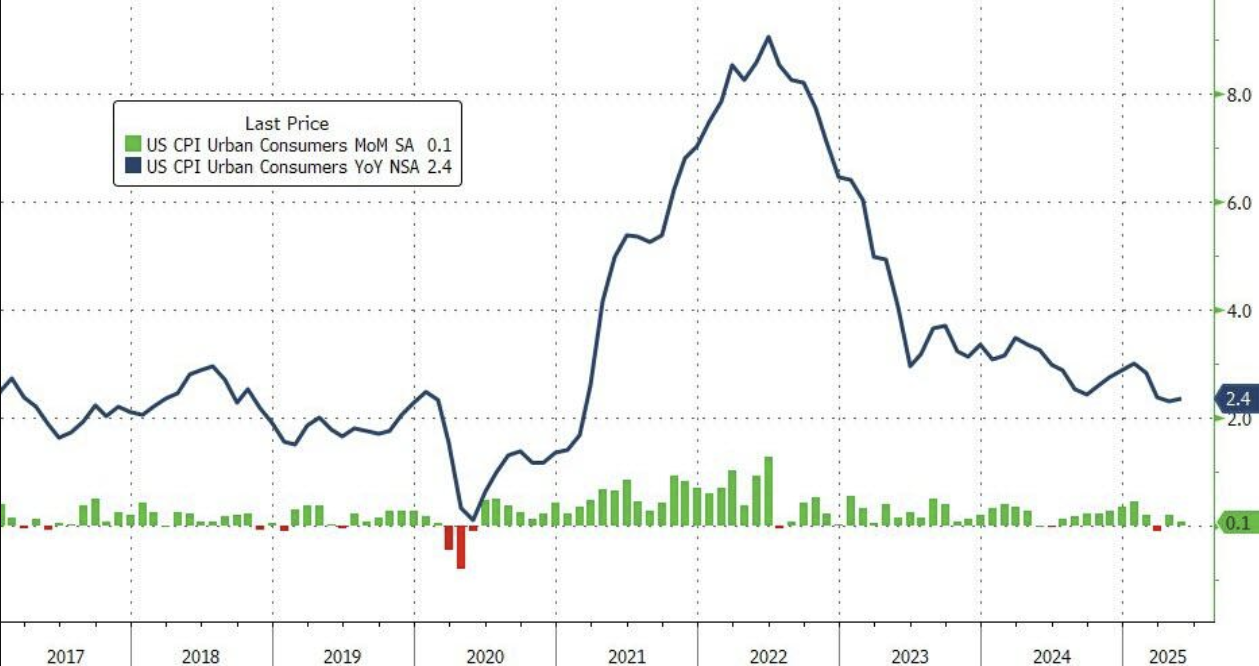 Last Price
US CPI Urban Consumers MoM SA 0.1
US CPI Urban Consumers YoY NSA 2.4
8.0
6.0
4.0
2.4
2.0
0.1
2017 2018 2019 2020 2021 2022 2023 2024 2025